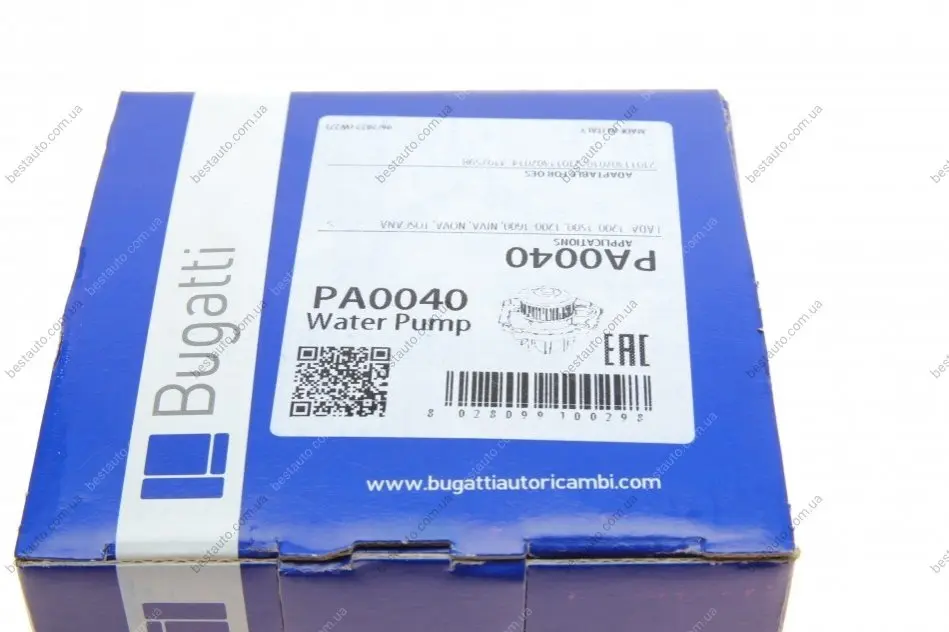 Bugatti
MADE IN ITALY
ADAPTABLE FOR OES
LADA: 1200, 1500, 1200, 1600, NIVA, NOVA, TOSCANA
APPLICATIONS
PA0040
PA0040
Water Pump
EAC
8 028099 100298
www.bugattiautoricambi.com
bestauto.com.ua